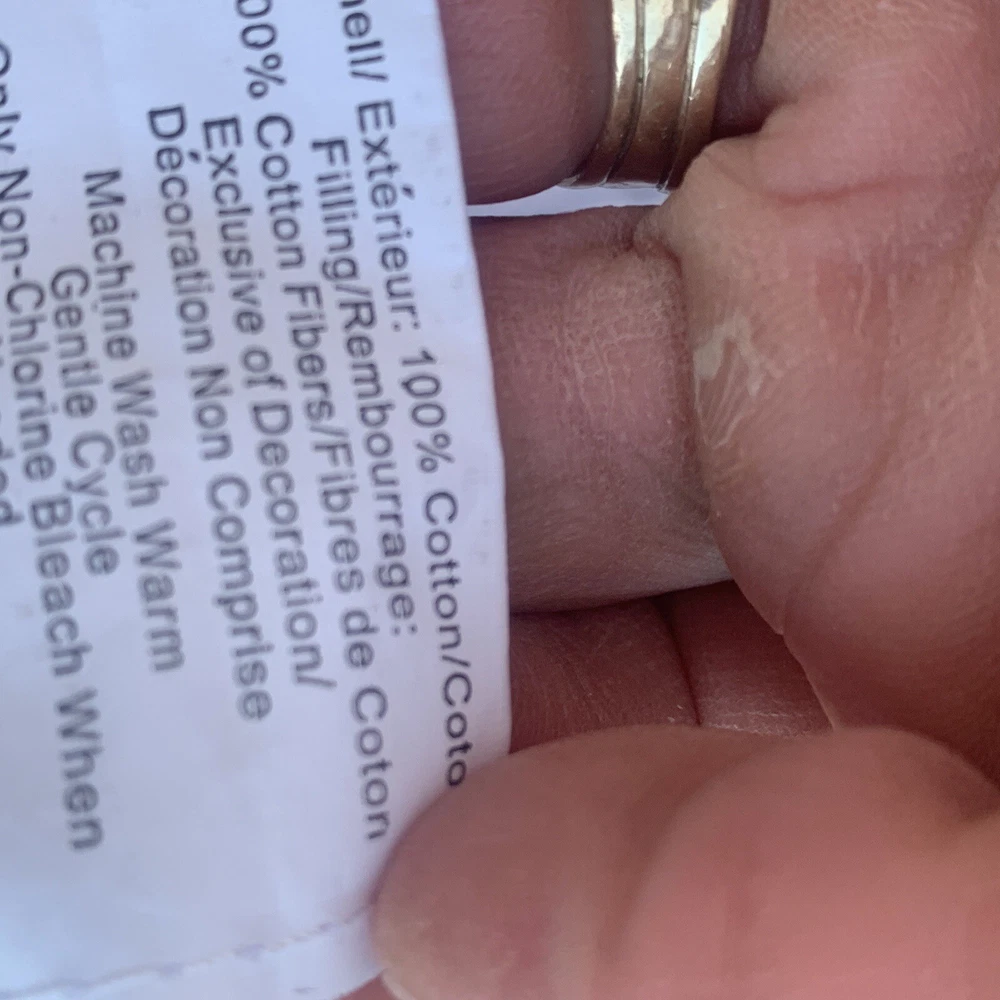 Extérieur: 100% Cotton/
Filling/Rembourrage:
Cotton Fibers/Fibres de Coton
Exclusive of Decoration/
Décoration Non Comprise
Machine Wash Warm
Gentle Cycle
Only Non-Chlorine Bleach When